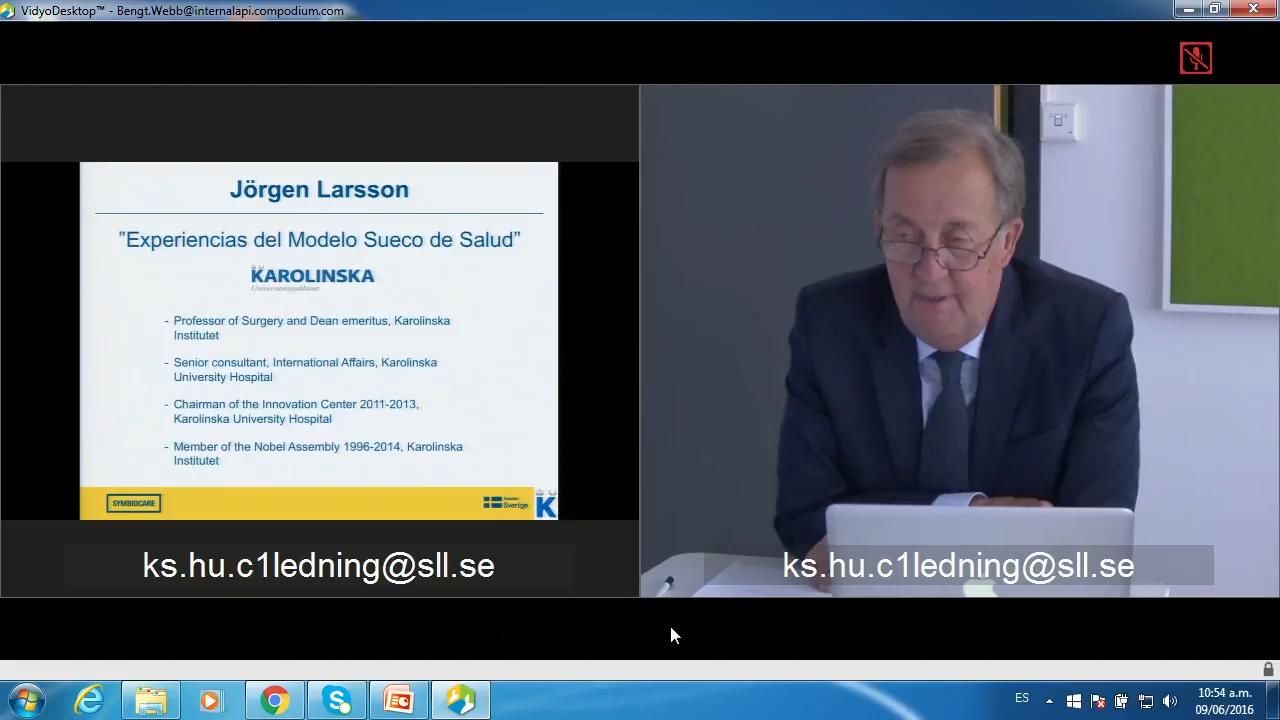 VidyoDesktop™ - Bengt.Webb@internalapi.compodium.com
Jörgen Larsson
”Experiencias del Modelo Sueco de Salud”
KAROLINSKA
Universitetssjukhuset
- Professor of Surgery and Dean emeritus, Karolinska
Institutet
- Senior consultant, International Affairs, Karolinska
University Hospital
- Chairman of the Innovation Center 2011-2013,
Karolinska University Hospital
- Member of the Nobel Assembly 1996-2014, Karolinska
Institutet
SYMBIOCARE
Sweden
Sverige
K
ks.hu.c1ledning@sll.se
ks.hu.c1ledning@sll.se
ES
10:54 a.m.
09/06/2016